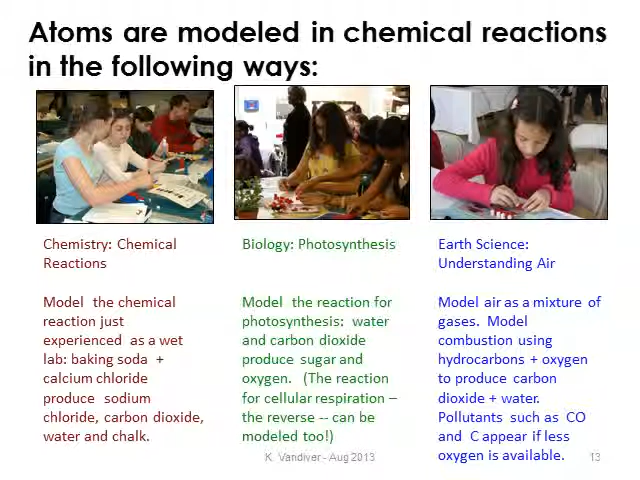 Atoms are modeled in chemical reactions
in the following ways:
Chemistry: Chemical
Reactions
Model the chemical
reaction just
experienced as a wet
lab: baking soda +
calcium chloride
produce sodium
chloride, carbon dioxide,
water and chalk.
Biology: Photosynthesis
Model the reaction for
photosynthesis: water
and carbon dioxide
produce sugar and
oxygen. (The reaction
for cellular respiration –
the reverse -- can be
modeled too!)
Earth Science:
Understanding Air
Model air as a mixture of
gases. Model
combustion using
hydrocarbons + oxygen
to produce carbon
dioxide + water.
Pollutants such as CO
and C appear if less
oxygen is available.
K. Vandiver - Aug 2013
13